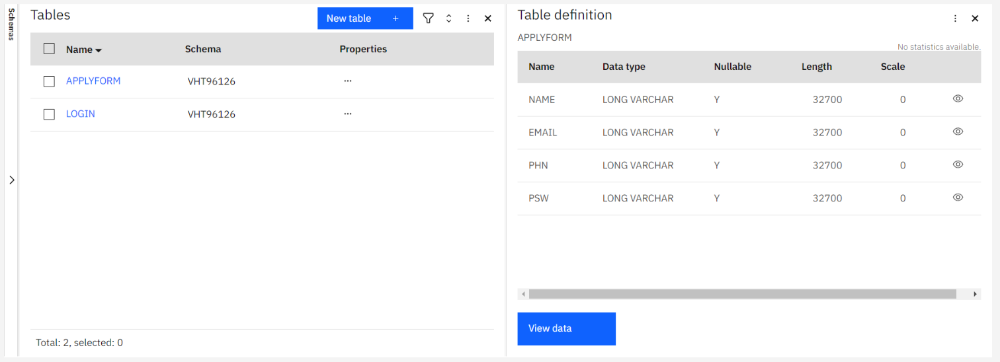 Schemas
Tables
New table +
Name Schema Properties
APPLYFORM VHT96126 ...
LOGIN VHT96126 ...
Total: 2, selected: 0
Table definition
APPLYFORM
No statistics available.
Name Data type Nullable Length Scale
NAME LONG VARCHAR Y 32700 0
EMAIL LONG VARCHAR Y 32700 0
PHN LONG VARCHAR Y 32700 0
PSW LONG VARCHAR Y 32700 0
View data